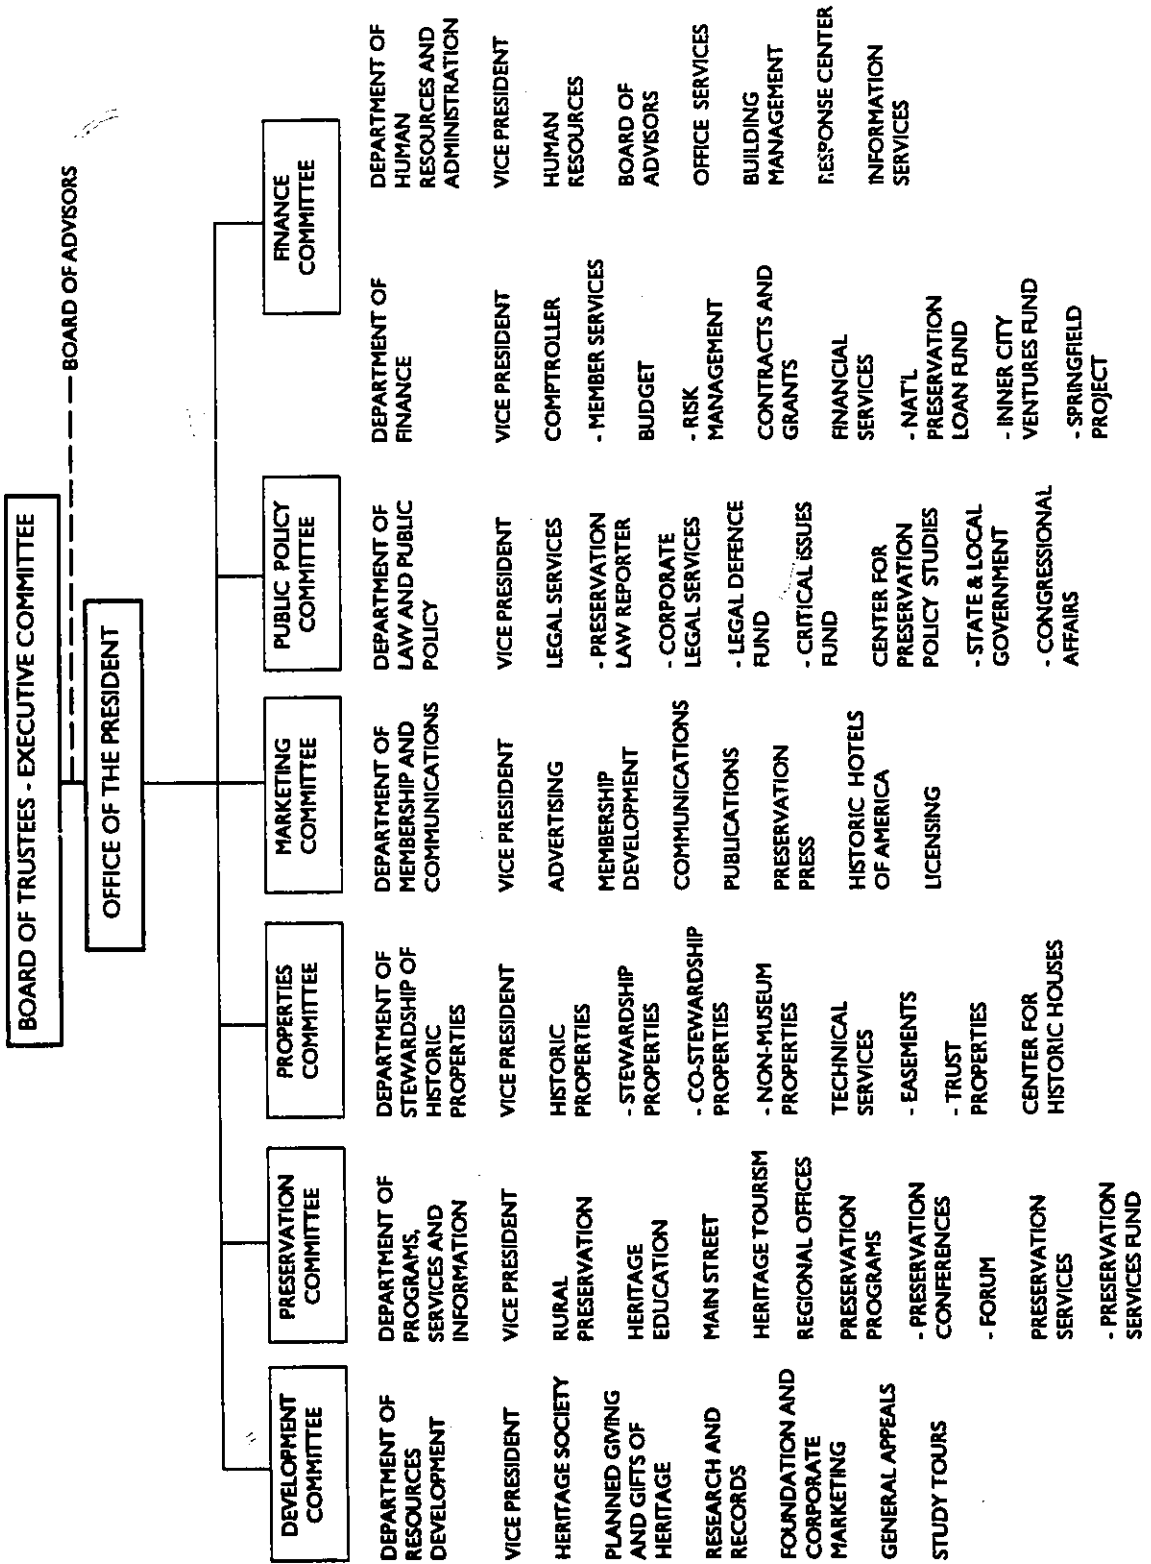 BOARD OF TRUSTEES - EXECUTIVE COMMITTEE
BOARD OF ADVISORS
OFFICE OF THE PRESIDENT
DEVELOPMENT
COMMITTEE
DEPARTMENT OF
RESOURCES
DEVELOPMENT
VICE PRESIDENT
HERITAGE SOCIETY
PLANNED GIVING
AND GIFTS OF
HERITAGE
RESEARCH AND
RECORDS
FOUNDATION AND
CORPORATE
MARKETING
GENERAL APPEALS
STUDY TOURS
PRESERVATION
COMMITTEE
DEPARTMENT OF
PROGRAMS,
SERVICES AND
INFORMATION
VICE PRESIDENT
RURAL
PRESERVATION
HERITAGE
EDUCATION
MAIN STREET
HERITAGE TOURISM
REGIONAL OFFICES
PRESERVATION
PROGRAMS
- PRESERVATION
CONFERENCES
- FORUM
PRESERVATION
SERVICES
- PRESERVATION
SERVICES FUND
PROPERTIES
COMMITTEE
DEPARTMENT OF
STEWARDSHIP OF
HISTORIC
PROPERTIES
VICE PRESIDENT
HISTORIC
PROPERTIES
- STEWARDSHIP
PROPERTIES
- CO-STEWARDSHIP
PROPERTIES
- NON-MUSEUM
PROPERTIES
TECHNICAL
SERVICES
- EASEMENTS
- TRUST
PROPERTIES
CENTER FOR
HISTORIC HOUSES
MARKETING
COMMITTEE
DEPARTMENT OF
MEMBERSHIP AND
COMMUNICATIONS
VICE PRESIDENT
ADVERTISING
MEMBERSHIP
DEVELOPMENT
COMMUNICATIONS
PUBLICATIONS
PRESERVATION
PRESS
HISTORIC HOTELS
OF AMERICA
LICENSING
PUBLIC POLICY
COMMITTEE
DEPARTMENT OF
LAW AND PUBLIC
POLICY
VICE PRESIDENT
LEGAL SERVICES
- PRESERVATION
LAW REPORTER
- CORPORATE
LEGAL SERVICES
- LEGAL DEFENCE
FUND
- CRITICAL ISSUES
FUND
CENTER FOR
PRESERVATION
POLICY STUDIES
- STATE & LOCAL
GOVERNMENT
- CONGRESSIONAL
AFFAIRS
FINANCE
COMMITTEE
DEPARTMENT OF
FINANCE
VICE PRESIDENT
COMPTROLLER
- MEMBER SERVICES
BUDGET
- RISK
MANAGEMENT
CONTRACTS AND
GRANTS
FINANCIAL
SERVICES
- NAT'L
PRESERVATION
LOAN FUND
- INNER CITY
VENTURES FUND
- SPRINGFIELD
PROJECT
DEPARTMENT OF
HUMAN
RESOURCES AND
ADMINISTRATION
VICE PRESIDENT
HUMAN
RESOURCES
BOARD OF
ADVISORS
OFFICE SERVICES
BUILDING
MANAGEMENT
RESPONSE CENTER
INFORMATION
SERVICES